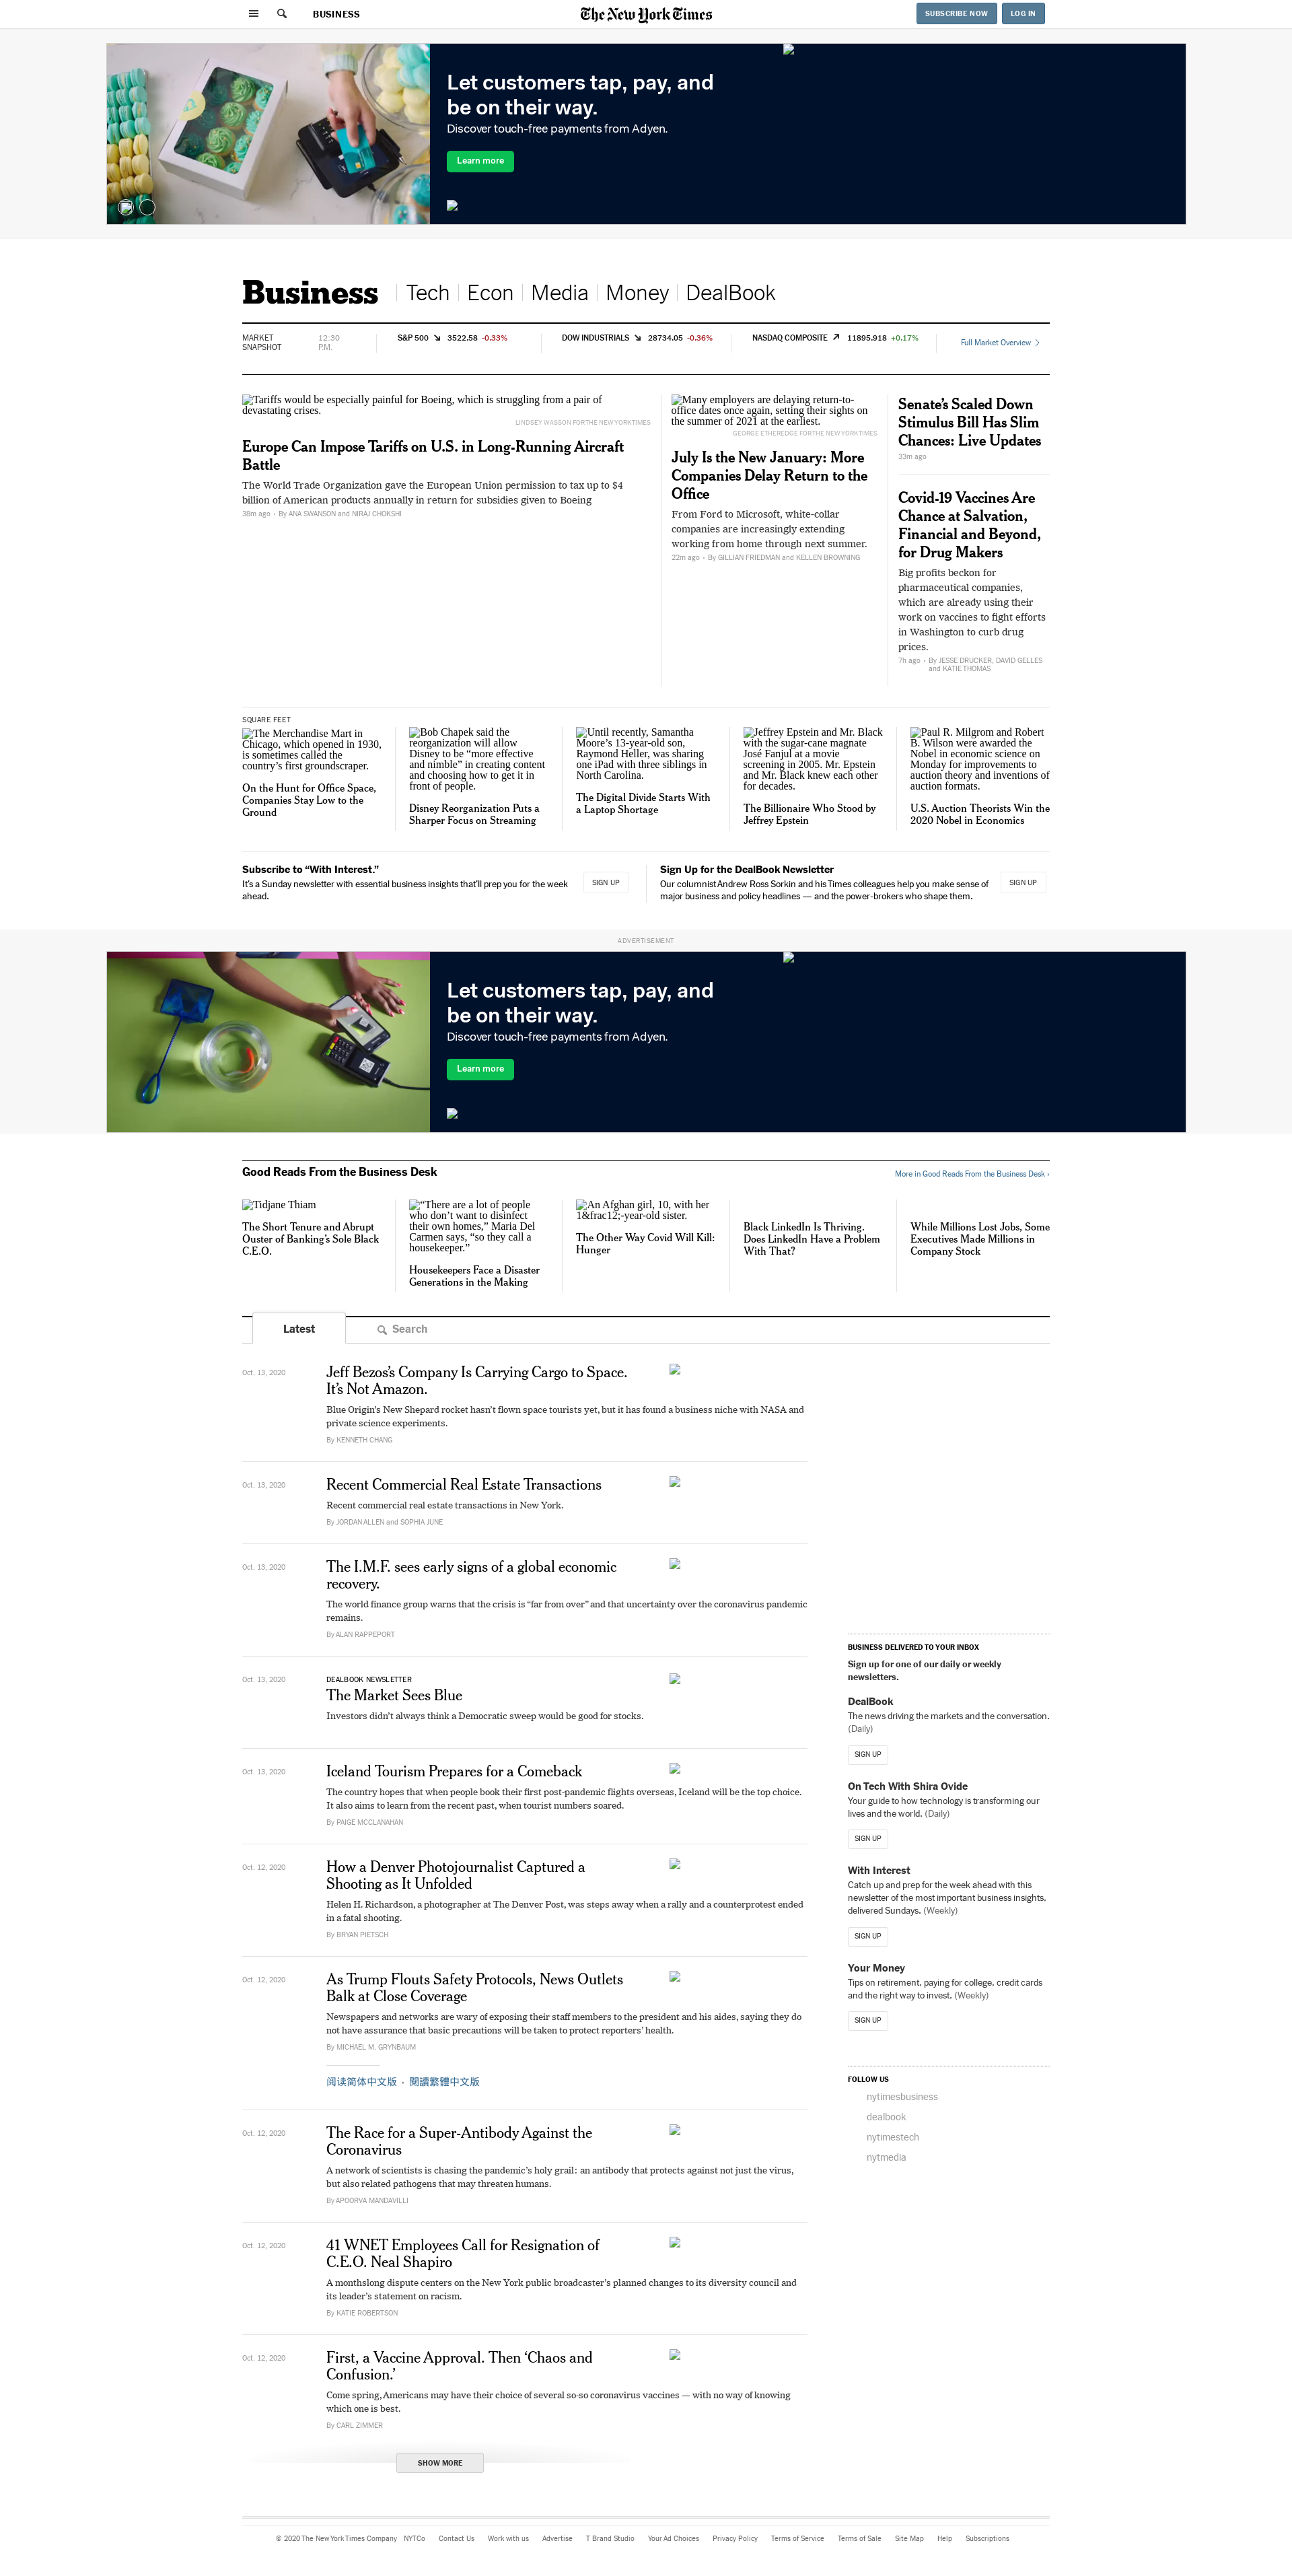 BUSINESS
The New York Times
SUBSCRIBE NOW
LOG IN
Let customers tap, pay, and
be on their way.
Discover touch-free payments from Adyen.
Learn more
Business
Tech
Econ
Media
Money
DealBook
MARKET
SNAPSHOT
12:30
P.M.
S&P 500 3522.58 -0.33%
DOW INDUSTRIALS 28734.05 -0.36%
NASDAQ COMPOSITE 11895.918 +0.17%
Full Market Overview
Tariffs would be especially painful for Boeing, which is struggling from a pair of
devastating crises.
LINDSEY WASSON FOR THE NEW YORK TIMES
Europe Can Impose Tariffs on U.S. in Long-Running Aircraft
Battle
The World Trade Organization gave the European Union permission to tax up to $4
billion of American products annually in return for subsidies given to Boeing
38m ago • By ANA SWANSON and NIRAJ CHOKSHI
Many employers are delaying return-to-
office dates once again, setting their sights on
the summer of 2021 at the earliest.
GEORGE ETHEREDGE FOR THE NEW YORK TIMES
July Is the New January: More
Companies Delay Return to the
Office
From Ford to Microsoft, white-collar
companies are increasingly extending
working from home through next summer.
22m ago • By GILLIAN FRIEDMAN and KELLEN BROWNING
Senate’s Scaled Down
Stimulus Bill Has Slim
Chances: Live Updates
33m ago
Covid-19 Vaccines Are
Chance at Salvation,
Financial and Beyond,
for Drug Makers
Big profits beckon for
pharmaceutical companies,
which are already using their
work on vaccines to fight efforts
in Washington to curb drug
prices.
7h ago • By JESSE DRUCKER, DAVID GELLES
and KATIE THOMAS
SQUARE FEET
The Merchandise Mart in
Chicago, which opened in 1930,
is sometimes called the
country’s first groundscraper.
On the Hunt for Office Space,
Companies Stay Low to the
Ground
Bob Chapek said the
reorganization will allow
Disney to be “more effective
and nimble” in creating content
and choosing how to get it in
front of people.
Disney Reorganization Puts a
Sharper Focus on Streaming
Until recently, Samantha
Moore’s 13-year-old son,
Raymond Heller, was sharing
one iPad with three siblings in
North Carolina.
The Digital Divide Starts With
a Laptop Shortage
Jeffrey Epstein and Mr. Black
with the sugar-cane magnate
José Fanjul at a movie
screening in 2005. Mr. Epstein
and Mr. Black knew each other
for decades.
The Billionaire Who Stood by
Jeffrey Epstein
Paul R. Milgrom and Robert
B. Wilson were awarded the
Nobel in economic science on
Monday for improvements to
auction theory and inventions of
auction formats.
U.S. Auction Theorists Win the
2020 Nobel in Economics
Subscribe to “With Interest.”
It’s a Sunday newsletter with essential business insights that’ll prep you for the week
ahead.
SIGN UP
Sign Up for the DealBook Newsletter
Our columnist Andrew Ross Sorkin and his Times colleagues help you make sense of
major business and policy headlines — and the power-brokers who shape them.
SIGN UP
ADVERTISEMENT
Let customers tap, pay, and
be on their way.
Discover touch-free payments from Adyen.
Learn more
Good Reads From the Business Desk
More in Good Reads From the Business Desk ›
Tidjane Thiam
The Short Tenure and Abrupt
Ouster of Banking’s Sole Black
C.E.O.
“There are a lot of people
who don’t want to disinfect
their own homes,” Maria Del
Carmen says, “so they call a
housekeeper.”
Housekeepers Face a Disaster
Generations in the Making
An Afghan girl, 10, with her
1&frac12;-year-old sister.
The Other Way Covid Will Kill:
Hunger
Black LinkedIn Is Thriving.
Does LinkedIn Have a Problem
With That?
While Millions Lost Jobs, Some
Executives Made Millions in
Company Stock
Latest
Search
Oct. 13, 2020
Jeff Bezos’s Company Is Carrying Cargo to Space.
It’s Not Amazon.
Blue Origin’s New Shepard rocket hasn’t flown space tourists yet, but it has found a business niche with NASA and
private science experiments.
By KENNETH CHANG
Oct. 13, 2020
Recent Commercial Real Estate Transactions
Recent commercial real estate transactions in New York.
By JORDAN ALLEN and SOPHIA JUNE
Oct. 13, 2020
The I.M.F. sees early signs of a global economic
recovery.
The world finance group warns that the crisis is “far from over” and that uncertainty over the coronavirus pandemic
remains.
By ALAN RAPPEPORT
Oct. 13, 2020
DEALBOOK NEWSLETTER
The Market Sees Blue
Investors didn’t always think a Democratic sweep would be good for stocks.
Oct. 13, 2020
Iceland Tourism Prepares for a Comeback
The country hopes that when people book their first post-pandemic flights overseas, Iceland will be the top choice.
It also aims to learn from the recent past, when tourist numbers soared.
By PAIGE MCCLANAHAN
Oct. 12, 2020
How a Denver Photojournalist Captured a
Shooting as It Unfolded
Helen H. Richardson, a photographer at The Denver Post, was steps away when a rally and a counterprotest ended
in a fatal shooting.
By BRYAN PIETSCH
Oct. 12, 2020
As Trump Flouts Safety Protocols, News Outlets
Balk at Close Coverage
Newspapers and networks are wary of exposing their staff members to the president and his aides, saying they do
not have assurance that basic precautions will be taken to protect reporters’ health.
By MICHAEL M. GRYNBAUM
阅读简体中文版 • 閱讀繁體中文版
Oct. 12, 2020
The Race for a Super-Antibody Against the
Coronavirus
A network of scientists is chasing the pandemic’s holy grail: an antibody that protects against not just the virus,
but also related pathogens that may threaten humans.
By APOORVA MANDAVILLI
Oct. 12, 2020
41 WNET Employees Call for Resignation of
C.E.O. Neal Shapiro
A monthslong dispute centers on the New York public broadcaster’s planned changes to its diversity council and
its leader’s statement on racism.
By KATIE ROBERTSON
Oct. 12, 2020
First, a Vaccine Approval. Then ‘Chaos and
Confusion.’
Come spring, Americans may have their choice of several so-so coronavirus vaccines — with no way of knowing
which one is best.
By CARL ZIMMER
SHOW MORE
BUSINESS DELIVERED TO YOUR INBOX
Sign up for one of our daily or weekly
newsletters.
DealBook
The news driving the markets and the conversation.
(Daily)
SIGN UP
On Tech With Shira Ovide
Your guide to how technology is transforming our
lives and the world. (Daily)
SIGN UP
With Interest
Catch up and prep for the week ahead with this
newsletter of the most important business insights,
delivered Sundays. (Weekly)
SIGN UP
Your Money
Tips on retirement, paying for college, credit cards
and the right way to invest. (Weekly)
SIGN UP
FOLLOW US
nytimesbusiness
dealbook
nytimestech
nytmedia
© 2020 The New York Times Company NYTCo Contact Us Work with us Advertise T Brand Studio Your Ad Choices Privacy Policy Terms of Service Terms of Sale Site Map Help Subscriptions